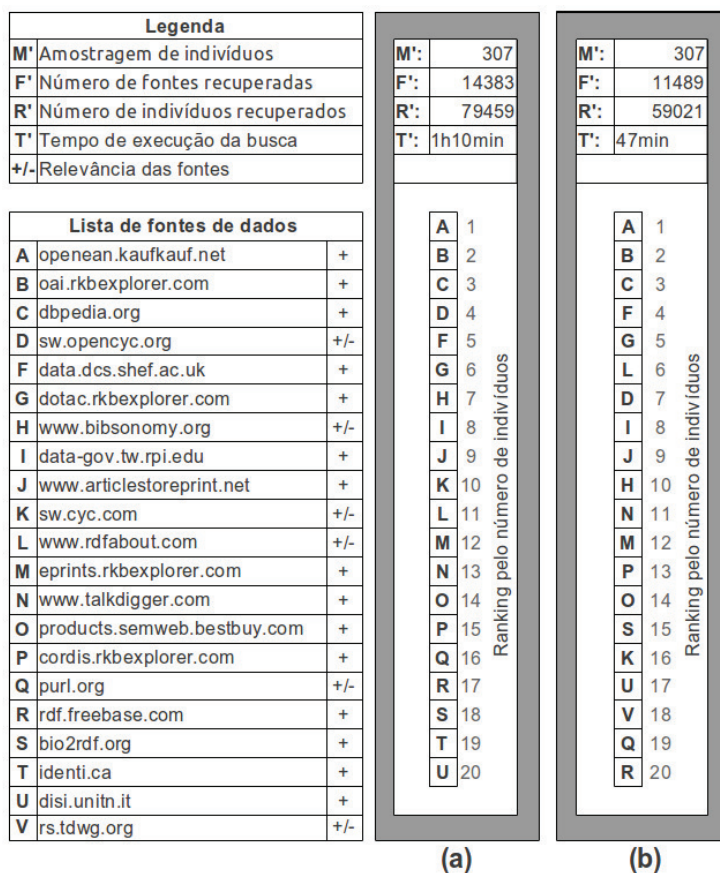 Legenda
M' Amostragem de indivíduos
F' Número de fontes recuperadas
R' Número de indivíduos recuperados
T' Tempo de execução da busca
+/- Relevância das fontes
Lista de fontes de dados
A openean.kaufkauf.net +
B oai.rkbexplorer.com +
C dbpedia.org +
D sw.opencyc.org +/-
F data.dcs.shef.ac.uk +
G dotac.rkbexplorer.com +
H www.bibsonomy.org +/-
I data-gov.tw.rpi.edu +
J www.articlestoreprint.net +
K sw.cyc.com +/-
L www.rdfabout.com +/-
M eprints.rkbexplorer.com +
N www.talkdigger.com +
O products.semweb.bestbuy.com +
P cordis.rkbexplorer.com +
Q purl.org +/-
R rdf.freebase.com +
S bio2rdf.org +
T identi.ca +
U disi.unitn.it +
V rs.tdwg.org +/-
M': 307
F': 14383
R': 79459
T': 1h10min
A 1
B 2
C 3
D 4
F 5
G 6
H 7
I 8
J 9
K 10
L 11
M 12
N 13
O 14
P 15
Q 16
R 17
S 18
T 19
U 20
Ranking pelo número de indivíduos
(a)
M': 307
F': 11489
R': 59021
T': 47min
A 1
B 2
C 3
F 4
G 5
L 6
D 7
I 8
J 9
H 10
N 11
M 12
P 13
O 14
S 15
K 16
U 17
V 18
Q 19
R 20
Ranking pelo número de indivíduos
(b)